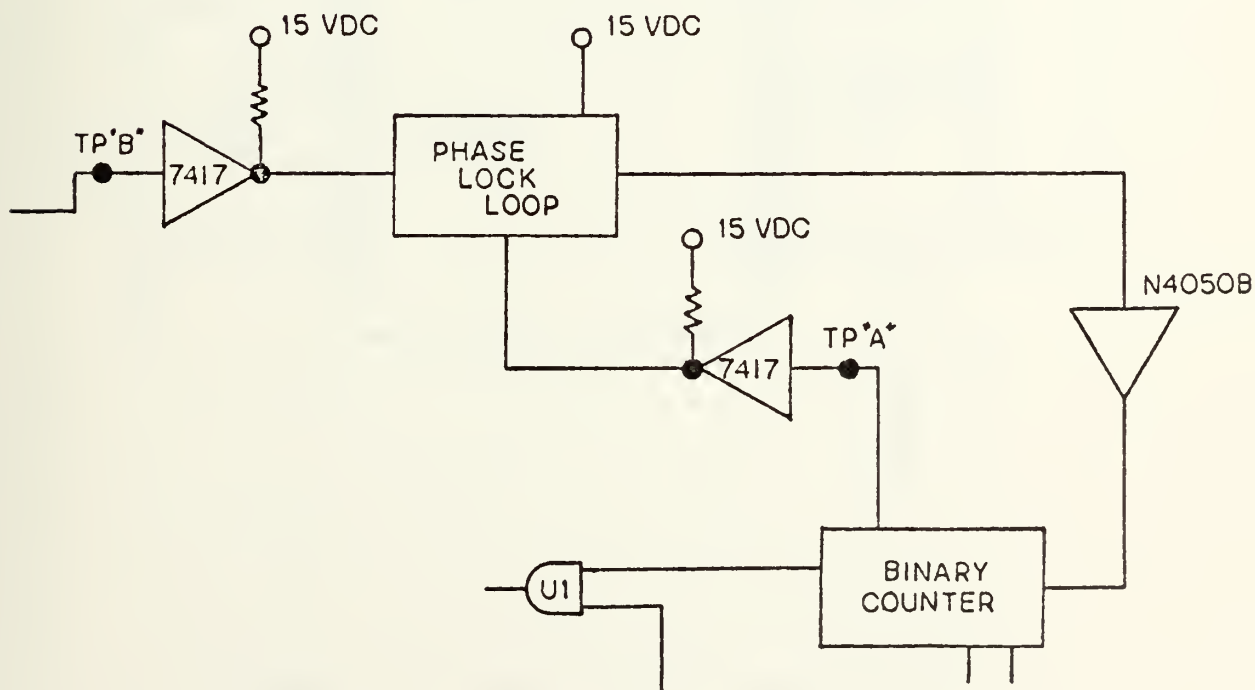 15 VDC
15 VDC
TP"B"
7417
PHASE
LOCK
LOOP
15 VDC
N4050B
TP"A"
7417
BINARY
COUNTER
U1